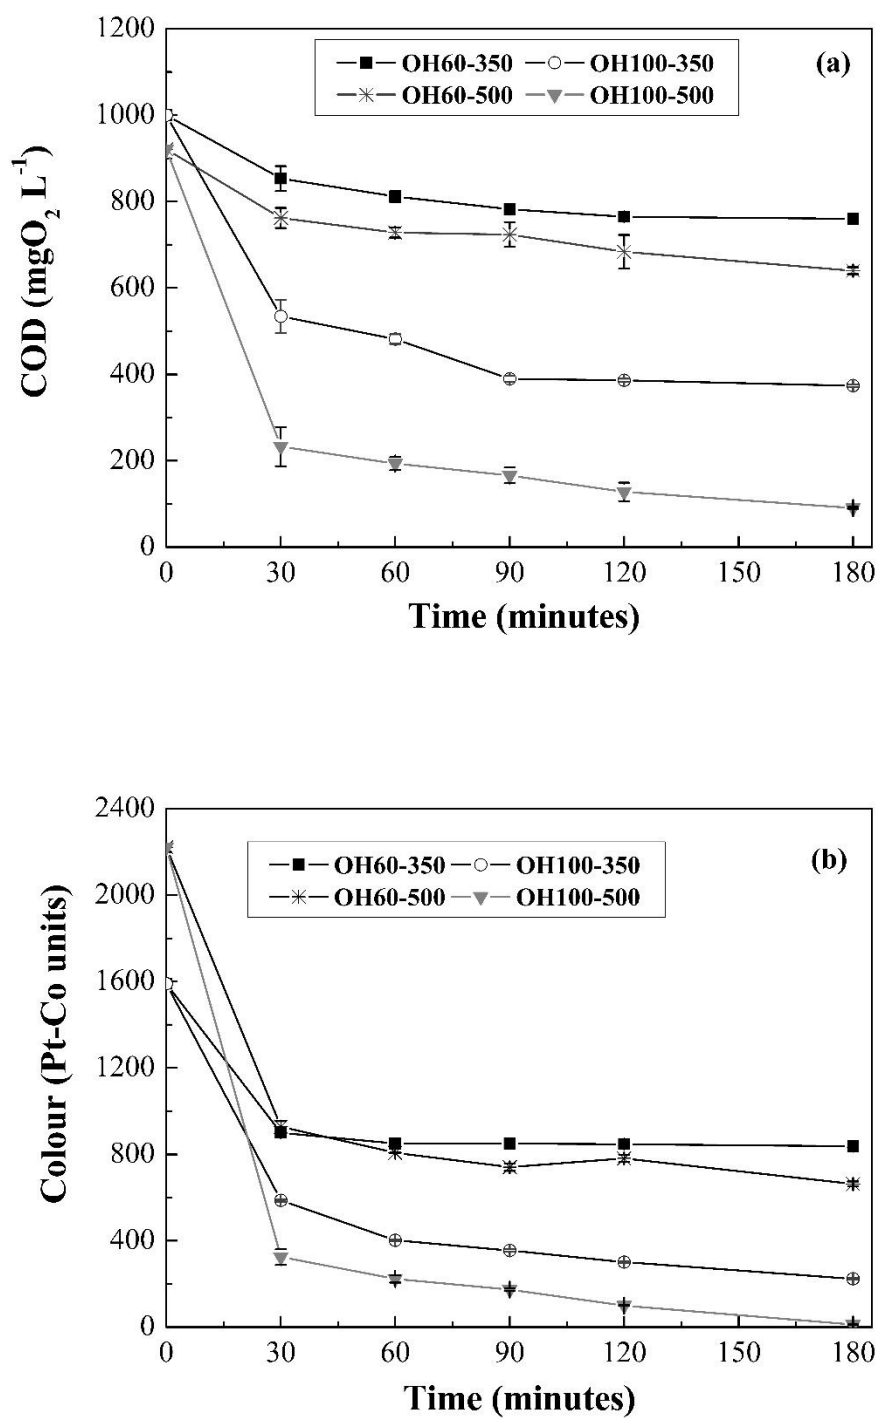 1200
OH60-350 OH100-350 (a)
OH60-500 OH100-500
1000
800
600
400
200
0
COD (mgO₂ L⁻¹)
0 30 60 90 120 150 180
Time (minutes)
2400
(b)
OH60-350 OH100-350
OH60-500 OH100-500
2000
1600
1200
800
400
0
Colour (Pt-Co units)
0 30 60 90 120 150 180
Time (minutes)